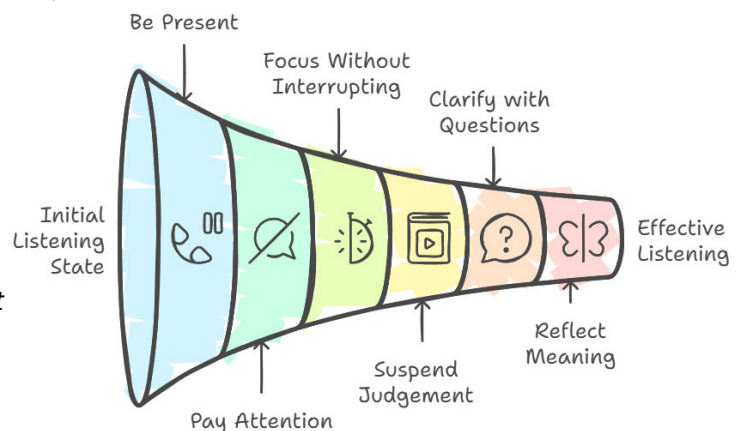 Be Present
Focus Without
Interrupting
Clarify with
Questions
Initial
Listening
State
?
Effective
Listening
Reflect
Meaning
Suspend
Judgement
Pay Attention